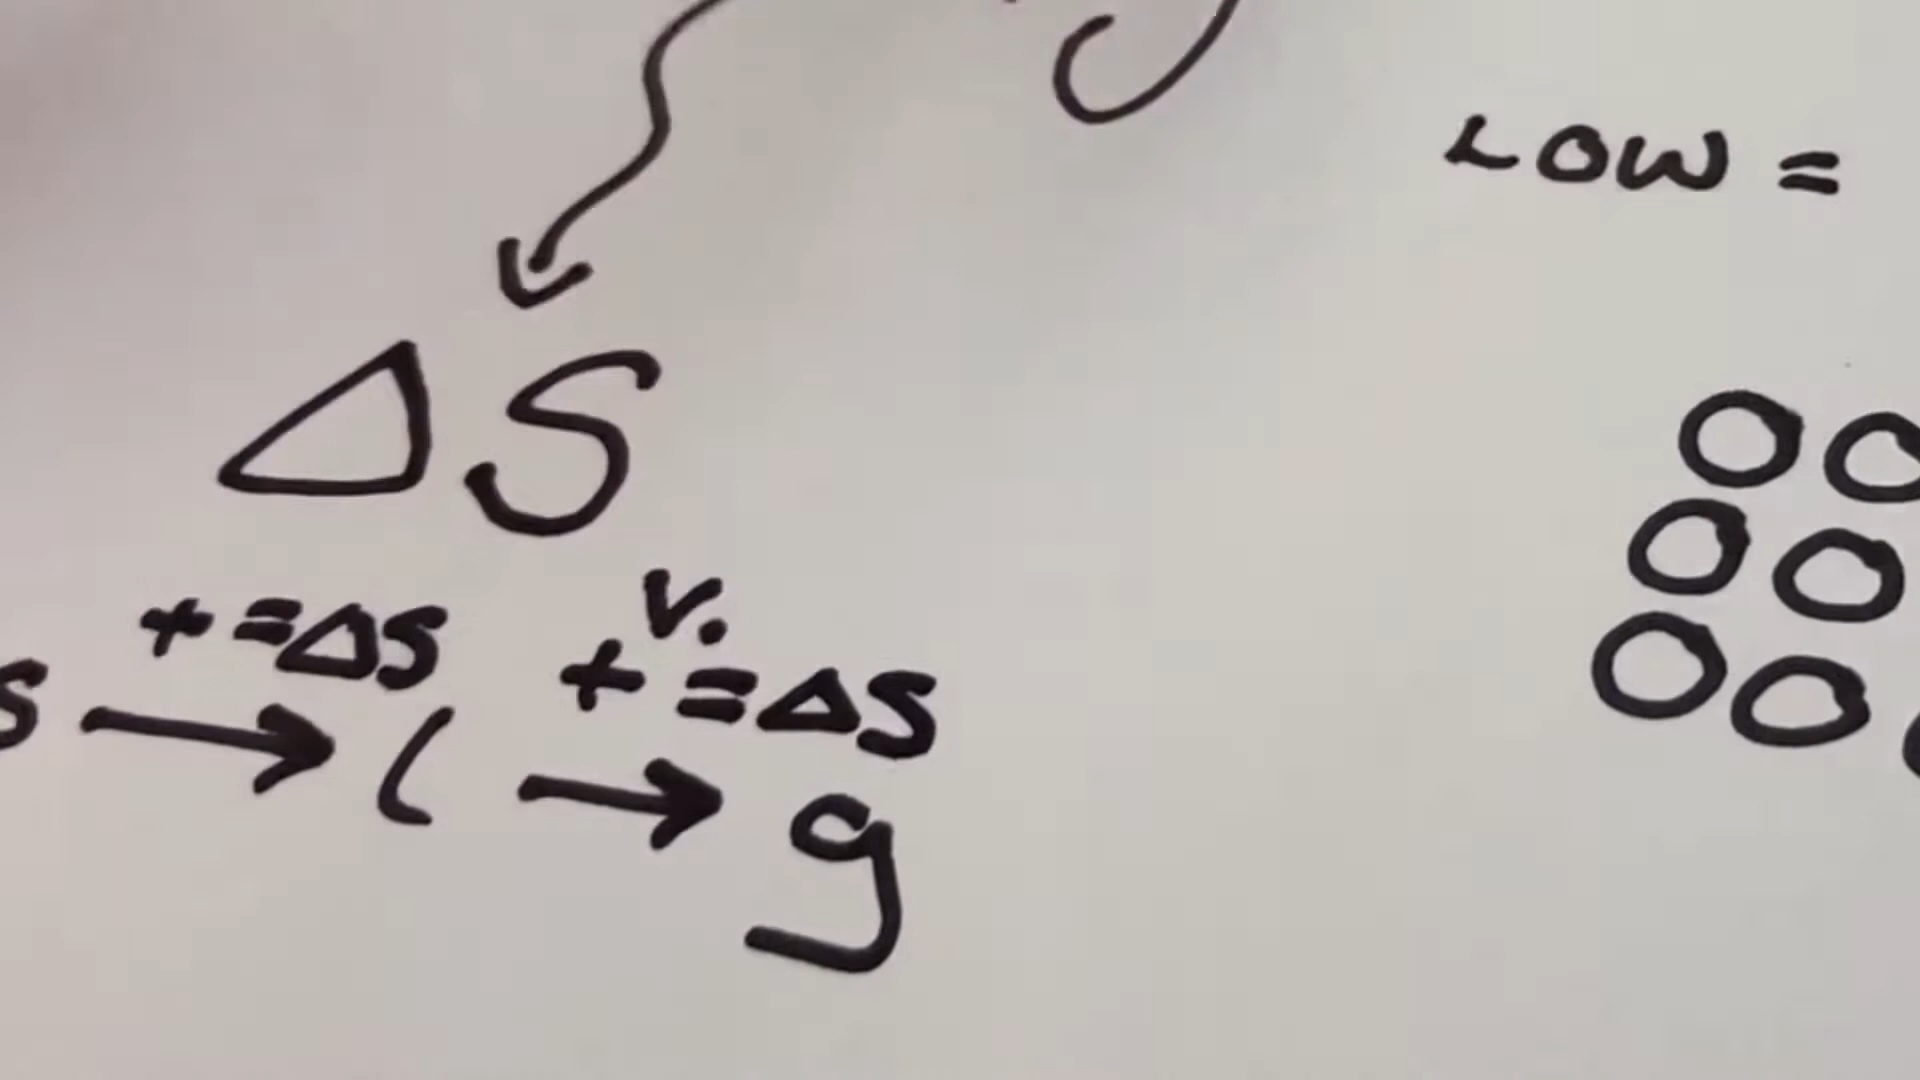 LOW =
ΔS
+ =ΔS
v.
+ =ΔS
s → l → g